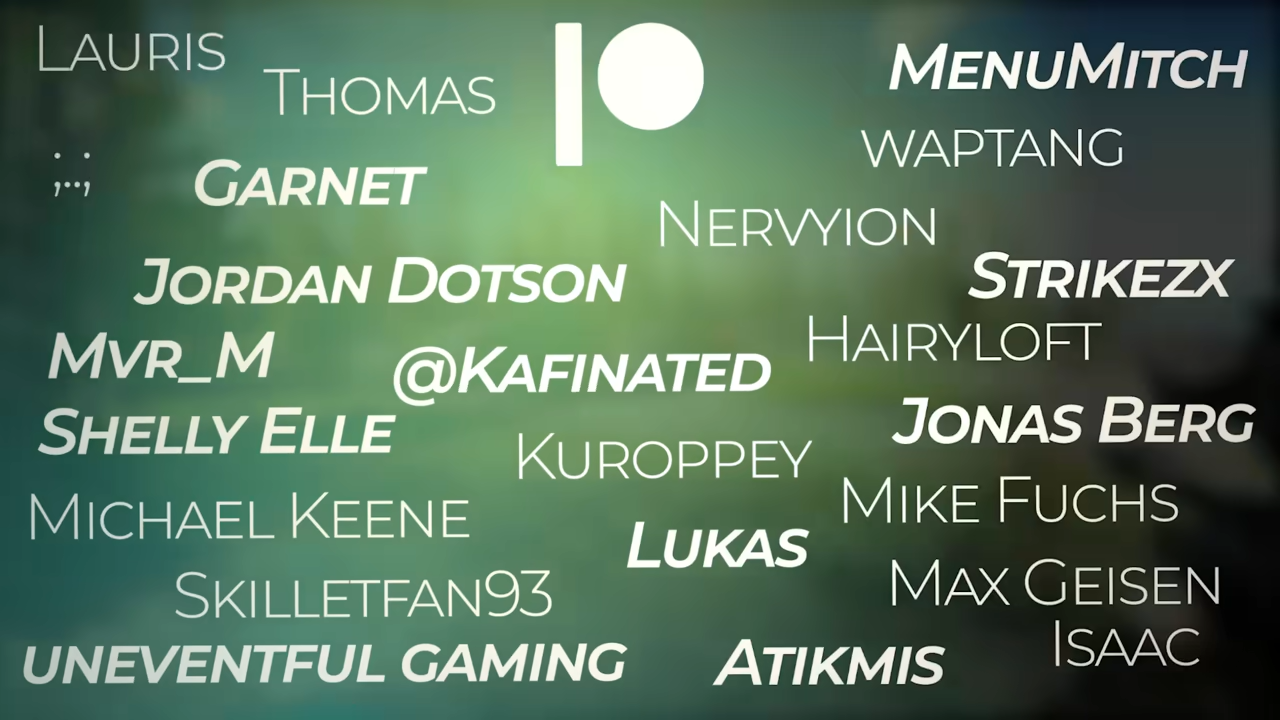 Lauris
Thomas
MenuMitch
waptang
;..;
Garnet
Nervyion
Jordan Dotson
Strikezx
Mvr_M
@Kafinated
Hairyloft
Shelly Elle
Jonas Berg
Kuroppey
Michael Keene
Mike Fuchs
Lukas
Skilletfan93
Max Geisen
Isaac
uneventful gaming
Atikmis